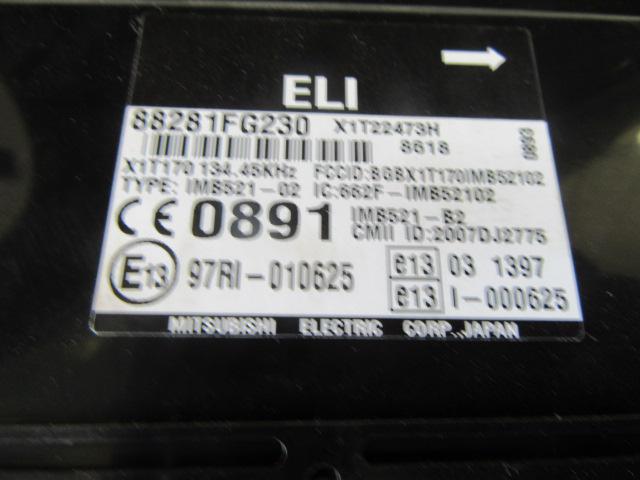 ELI
88281FG230 X1T22473H
8618
0893
X1T170 134.45KHz FCCID:BGBX1T170IMB52102
TYPE: IMB521-02 IC:662F-IMB52102
CE 0891 IMB521-B2
CMII ID:2007DJ2775
E13 97RI-010625 e13 03 1397
e13 I-000625
MITSUBISHI ELECTRIC CORP. JAPAN